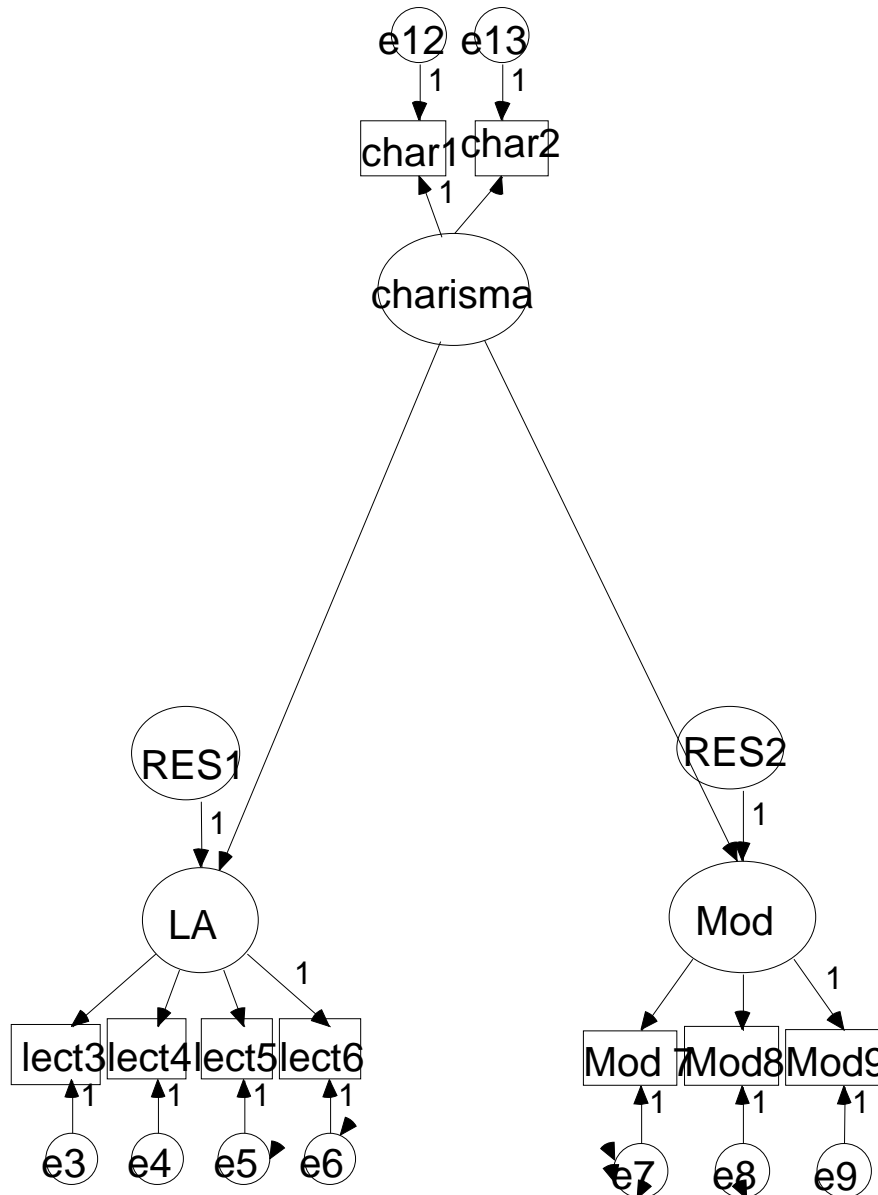 e12 e13
1 1
char1 char2
1
charisma
RES1 RES2
1 1
LA Mod
1 1
lect3 lect4 lect5 lect6 Mod 7 Mod8 Mod9
1 1 1 1 1 1 1
e3 e4 e5 e6 e7 e8 e9